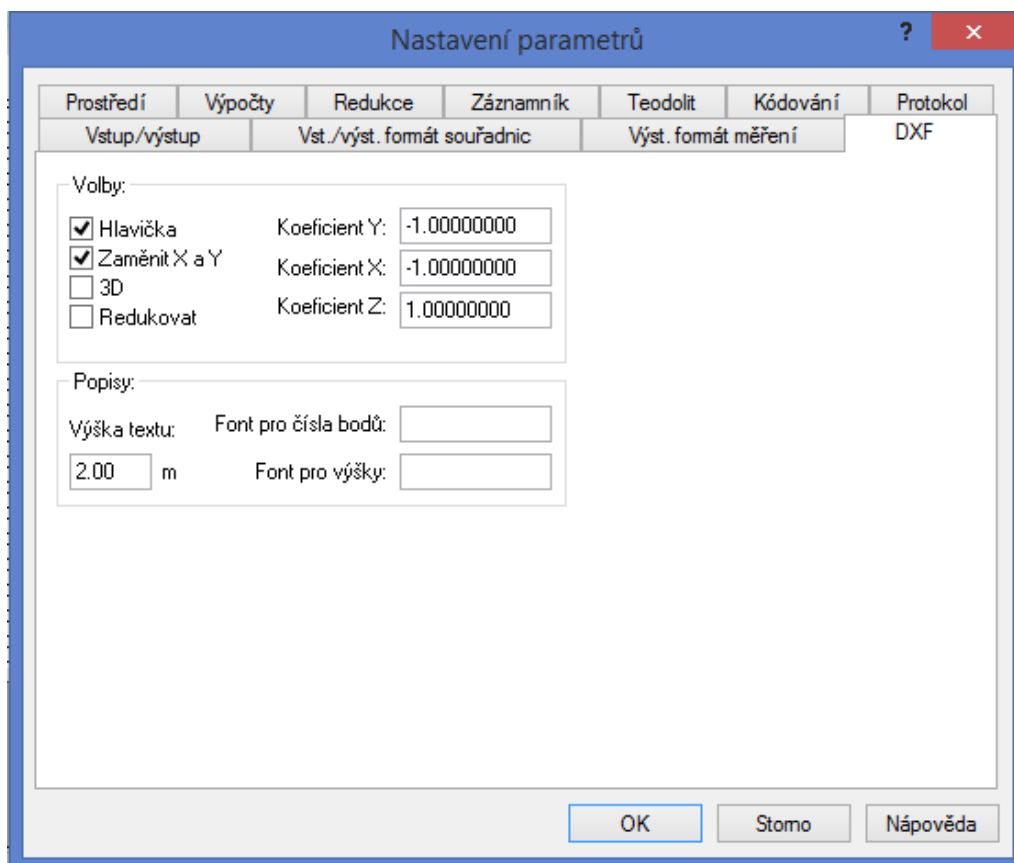 Nastavení parametrů
?
Prostředí Výpočty Redukce Záznamník Teodolit Kódování Protokol
Vstup/výstup Vst./výst. formát souřadnic Výst. formát měření DXF
Volby:
Hlavička Koeficient Y: -1.00000000
Zaměnit X a Y Koeficient X: -1.00000000
3D Koeficient Z: 1.00000000
Redukovat
Popisy:
Výška textu: Font pro čísla bodů:
2.00 m Font pro výšky:
OK Storno Nápověda